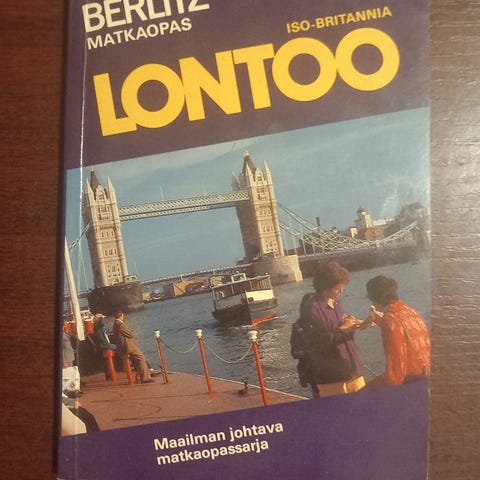 BERLITZ
MATKAOPAS
ISO-BRITANNIA
LONTOO
Maailman johtava
matkaopassarja